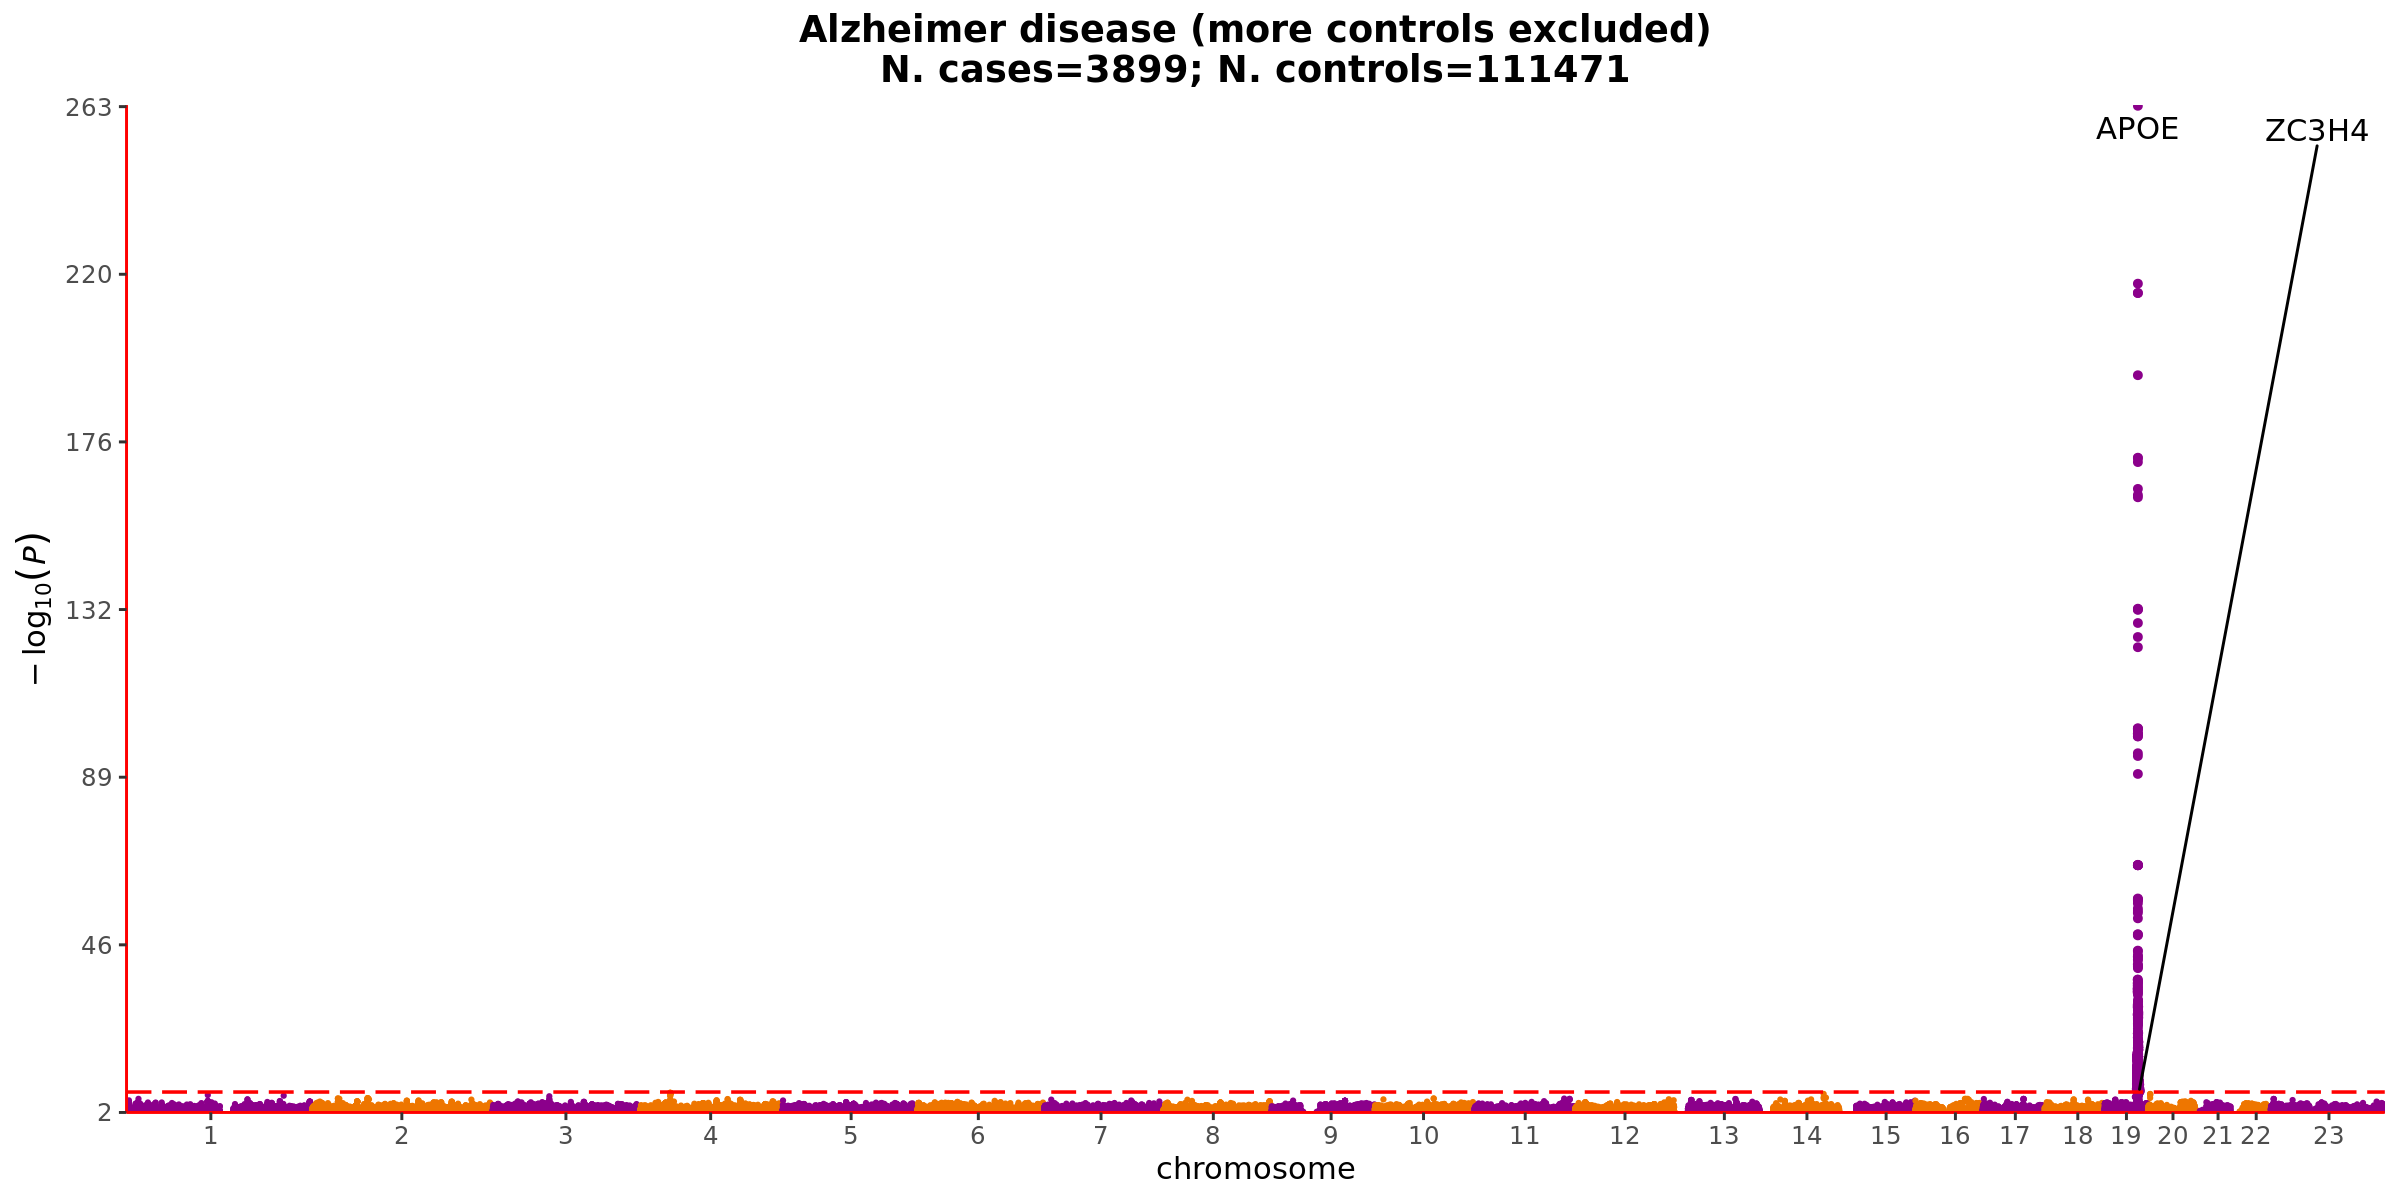 Alzheimer disease (more controls excluded)
N. cases=3899; N. controls=111471
263
APOE
ZC3H4
220
176
132
89
46
2
−log10(P)
1 2 3 4 5 6 7 8 9 10 11 12 13 14 15 16 17 18 19 20 21 22 23
chromosome